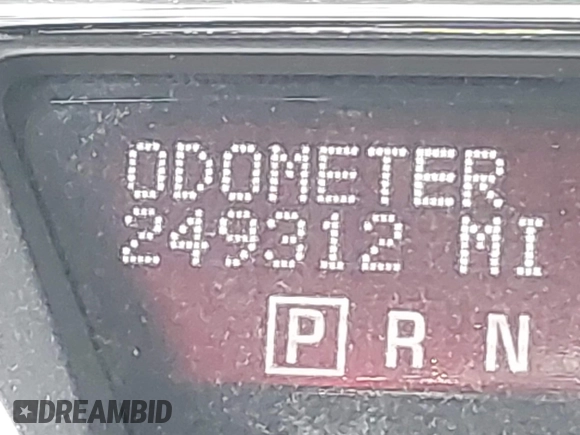 ODOMETER
249312 MI
P R N
DREAMBID